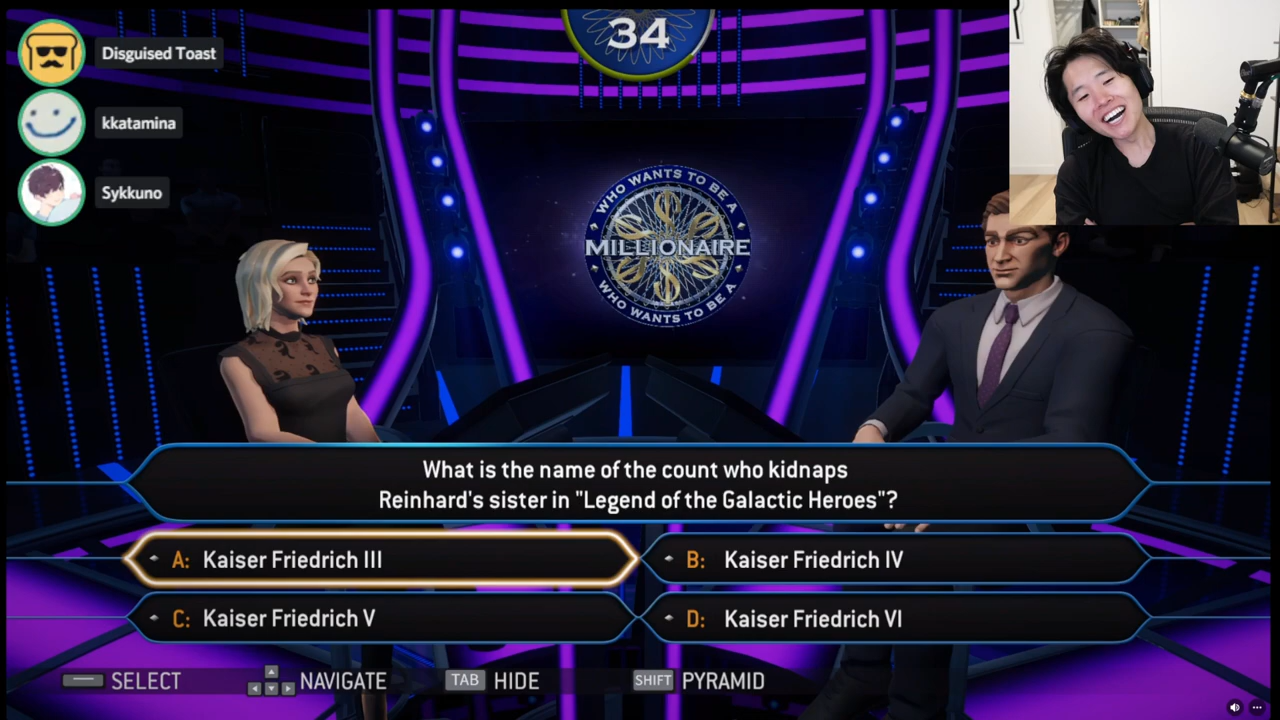 34
Disguised Toast
kkatamina
Sykkuno
WHO WANTS TO BE A
MILLIONAIRE
WHO WANTS TO BE A
What is the name of the count who kidnaps
Reinhard's sister in "Legend of the Galactic Heroes"?
A: Kaiser Friedrich III
B: Kaiser Friedrich IV
C: Kaiser Friedrich V
D: Kaiser Friedrich VI
SELECT
NAVIGATE
TAB HIDE
SHIFT PYRAMID